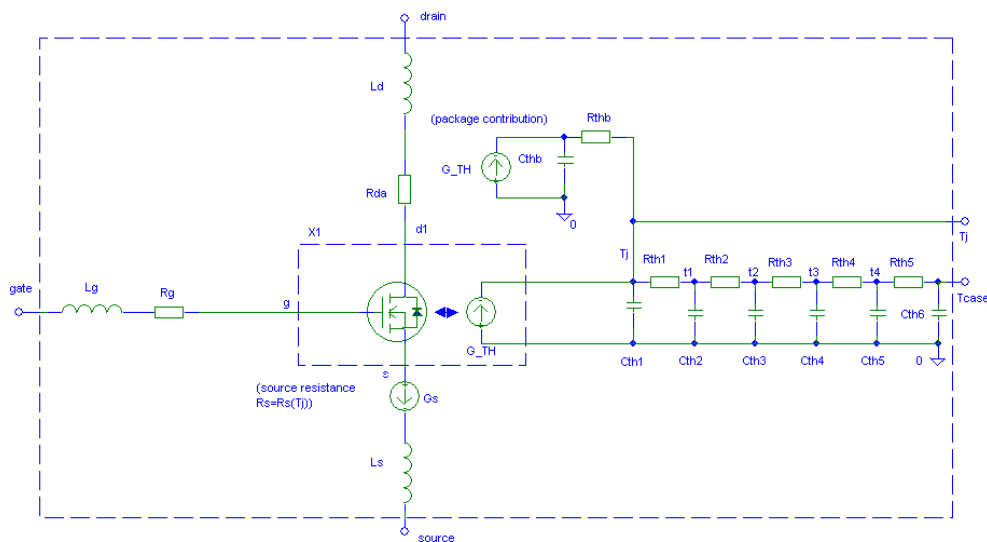 drain
Ld
(package contribution)
Rthb
Cthb
G_TH
Rda
0
X1
d1
Tj
Tj
Rth1
t1
Rth2
t2
Rth3
t3
Rth4
t4
Rth5
gate
Lg
Rg
g
Tcase
Cth6
G_TH
Cth1
Cth2
Cth3
Cth4
Cth5
0
s
(source resistance
Rs=Rs(Tj))
Gs
Ls
source